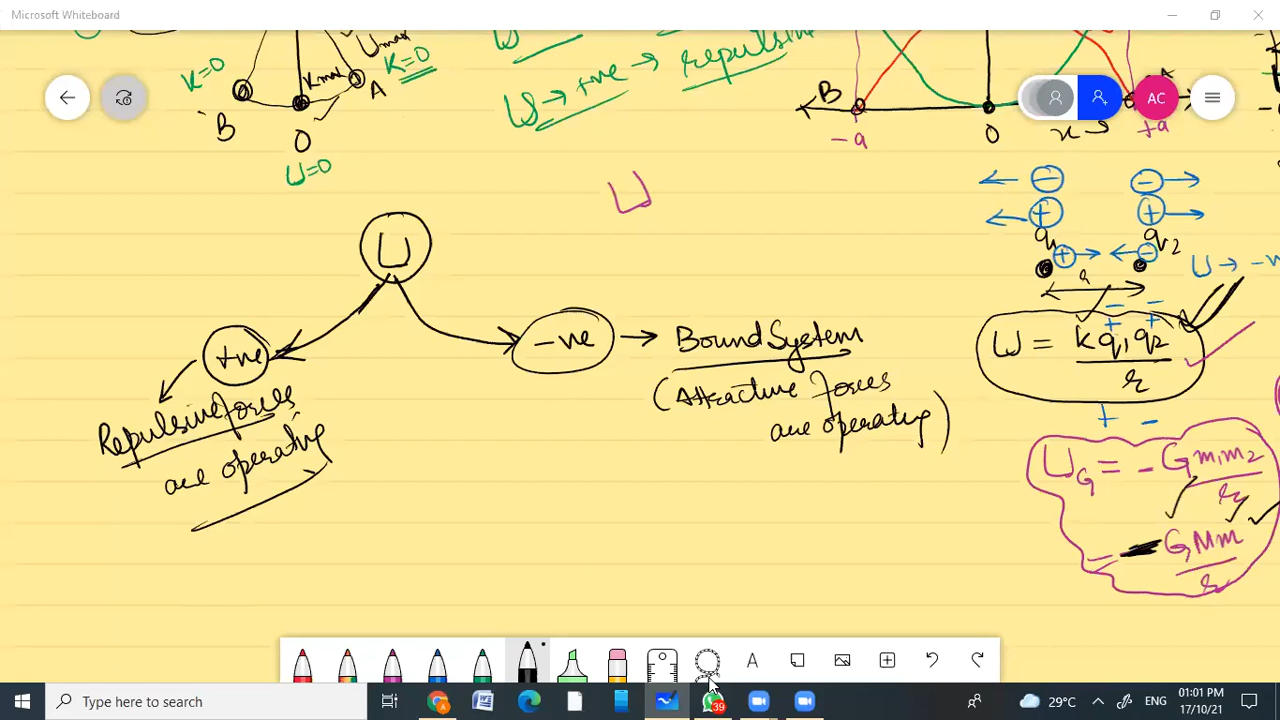 Microsoft Whiteboard
Umax
K=0
K=0
Kmax
A
B
O
U=0
U
repulsive
U → +ve →
B
-a
O
x →
+a
AC
U
U
+ve
Repulsive forces
are operating
-ve → Bound System
(Attractive forces
are operating)
- -
+ +
q1 q2
+ -
r
U → -v
+ -
+ -
U = kq1q2
r
+ -
UG = - Gm1m2
r
= - GMm
r
A
Type here to search
39
29°C
ENG
01:01 PM
17/10/21